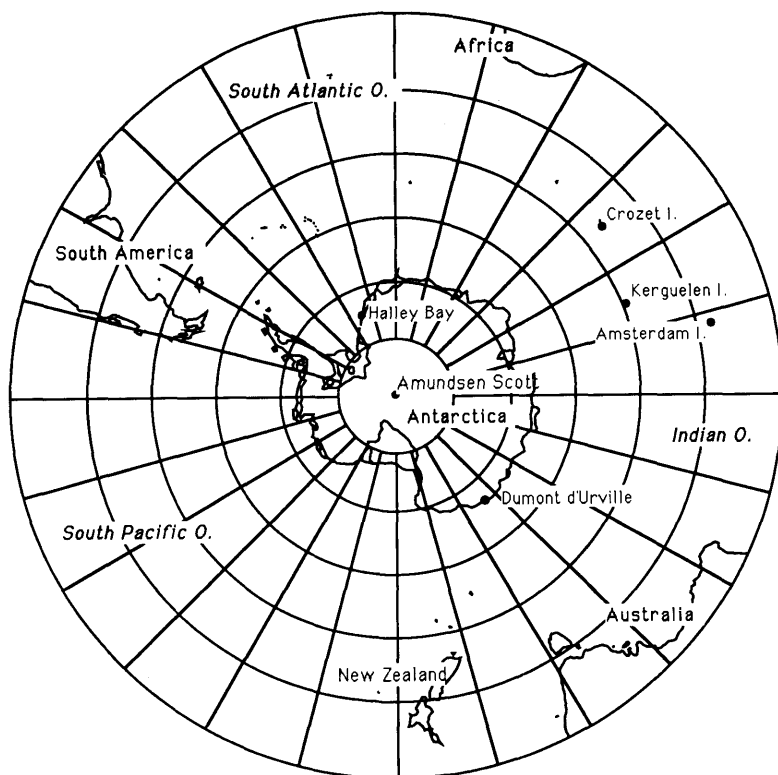 Africa
South Atlantic O.
Crozet I.
South America
Kerguelen I.
Halley Bay
Amsterdam I.
Amundsen Scott
Antarctica
Indian O.
Dumont d'Urville
South Pacific O.
Australia
New Zealand